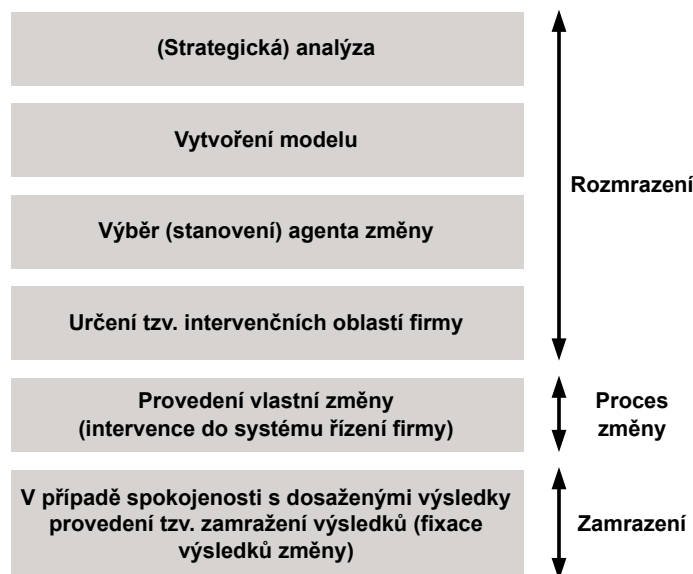 (Strategická) analýza
Vytvoření modelu
Výběr (stanovení) agenta změny
Určení tzv. intervenčních oblastí firmy
Rozmrazení
Provedení vlastní změny
(intervence do systému řízení firmy)
Proces
změny
V případě spokojenosti s dosaženými výsledky
provedení tzv. zamražení výsledků (fixace
výsledků změny)
Zamrazení